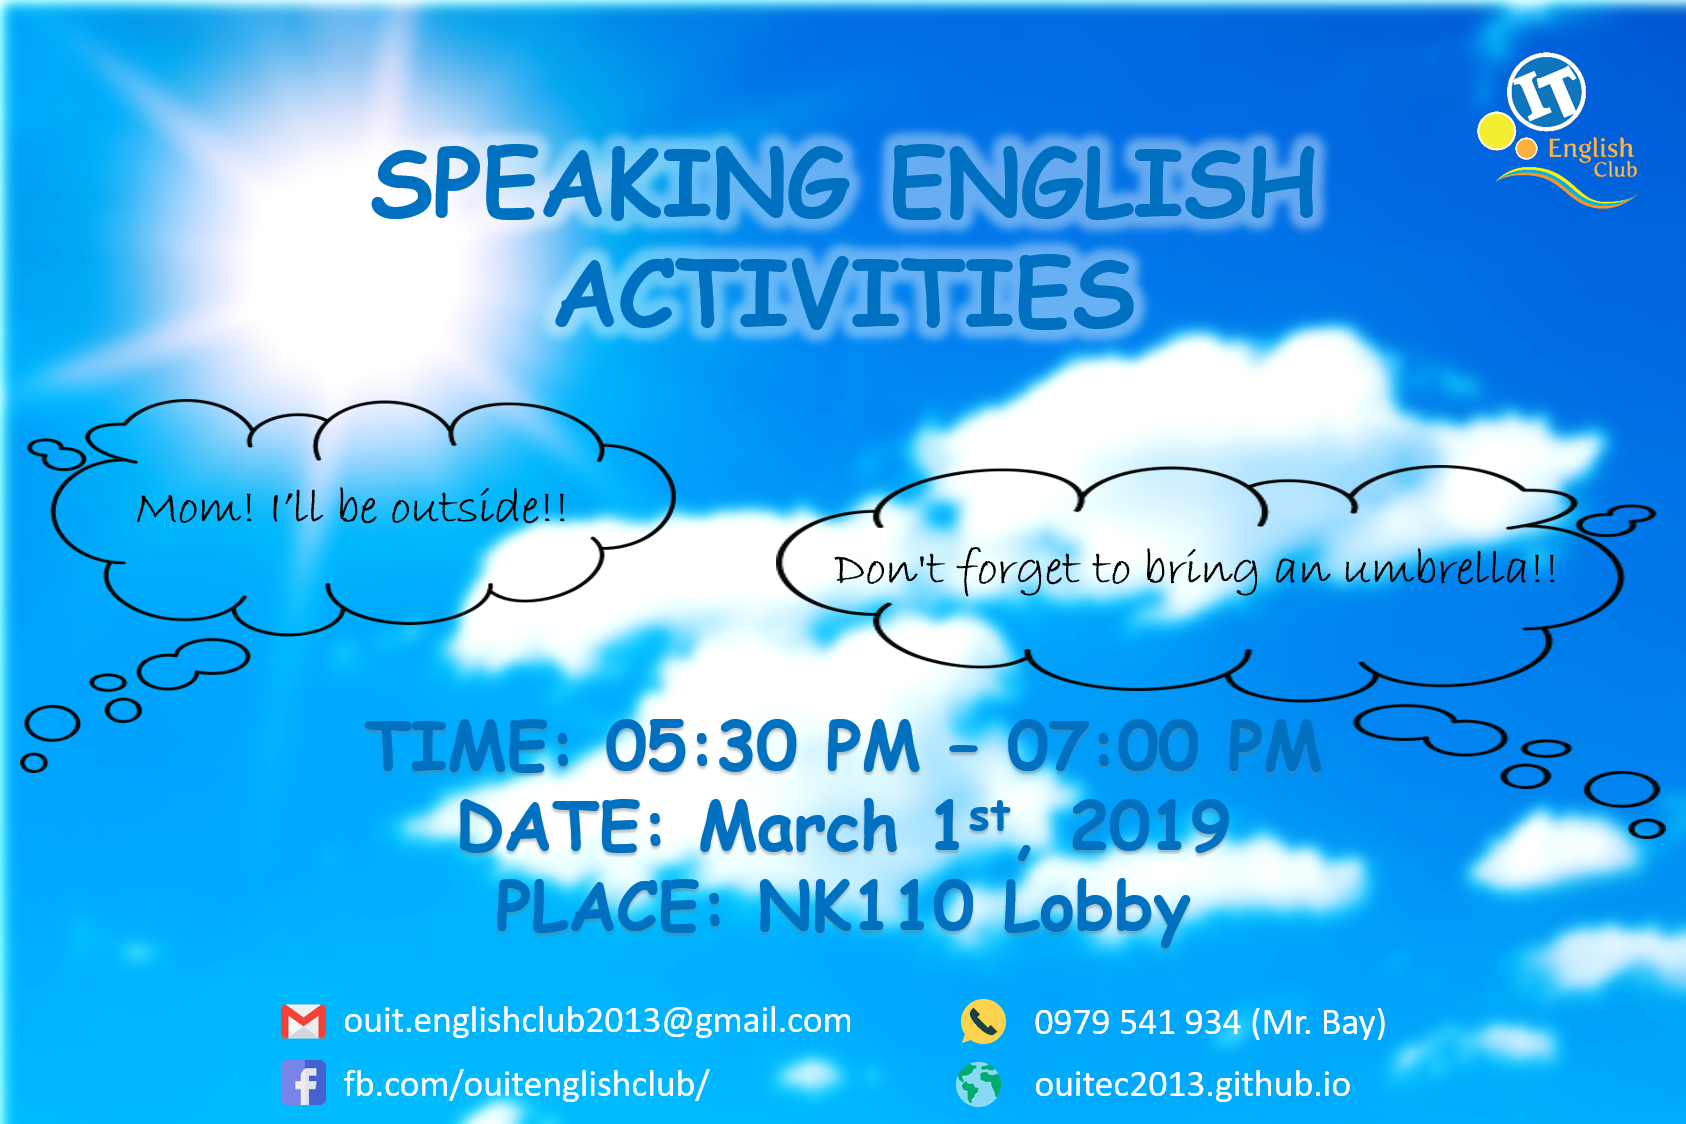 IT
English
Club
SPEAKING ENGLISH
ACTIVITIES
Mom! I'll be outside!!
Don't forget to bring an umbrella!!
TIME: 05:30 PM – 07:00 PM
DATE: March 1st, 2019
PLACE: NK110 Lobby
ouit.englishclub2013@gmail.com
0979 541 934 (Mr. Bay)
fb.com/ouitenglishclub/
ouitec2013.github.io